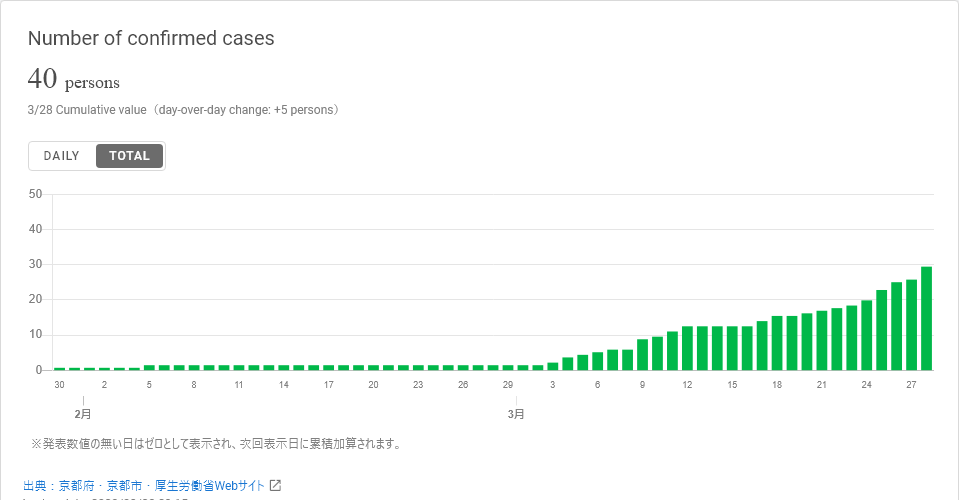 Number of confirmed cases
40 persons
3/28 Cumulative value（day-over-day change: +5 persons）
DAILY TOTAL
50
40
30
20
10
0
30 2 5 8 11 14 17 20 23 26 29 3 6 9 12 15 18 21 24 27
2月 3月
※発表数値の無い日はゼロとして表示され、次回表示日に累積加算されます。
出典：京都府・京都市・厚生労働省Webサイト